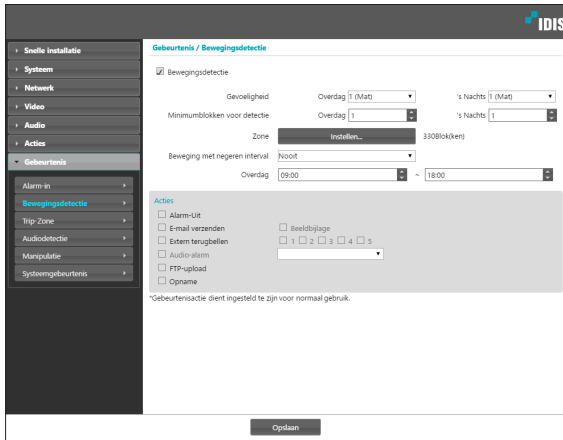 IDIS
Snelle installatie
Systeem
Netwerk
Video
Audio
Acties
Gebeurtenis
Alarm-in
Bewegingsdetectie
Trip-Zone
Audiodetectie
Manipulatie
Systeemgebeurtenis
Gebeurtenis / Bewegingsdetectie
Bewegingsdetectie
Gevoeligheid Overdag 1 (Mat) 's Nachts 1 (Mat)
Minimumblokken voor detectie Overdag 1 's Nachts 1
Zone Instellen... 330Blok(ken)
Beweging met negeren interval Nooit
Overdag 09:00 ~ 18:00
Acties
Alarm-Uit
E-mail verzenden Beeldbijlage
Extern terugbellen 1 2 3 4 5
Audio-alarm
FTP-upload
Opname
*Gebeurtenisactie dient ingesteld te zijn voor normaal gebruik.
Opslaan